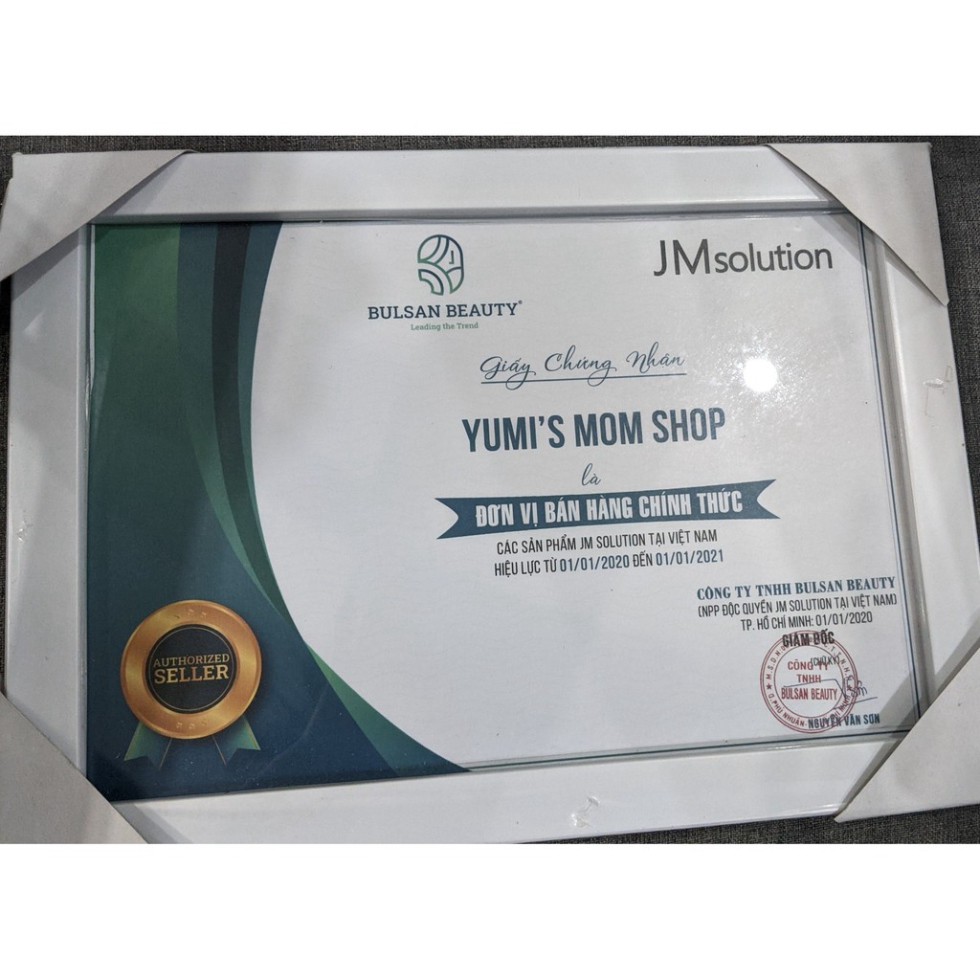 BULSAN BEAUTY®
Leading the Trend
JMsolution
Giấy Chứng Nhân
YUMI'S MOM SHOP
là
ĐƠN VỊ BÁN HÀNG CHÍNH THỨC
CÁC SẢN PHẨM JM SOLUTION TẠI VIỆT NAM
HIỆU LỰC TỪ 01/01/2020 ĐẾN 01/01/2021
CÔNG TY TNHH BULSAN BEAUTY
(NPP ĐỘC QUYỀN JM SOLUTION TẠI VIỆT NAM)
TP. HỒ CHÍ MINH: 01/01/2020
GIÁM ĐỐC
CÔNG TY
TNHH
BULSAN BEAUTY
NGUYỄN VĂN SƠN
AUTHORIZED
SELLER